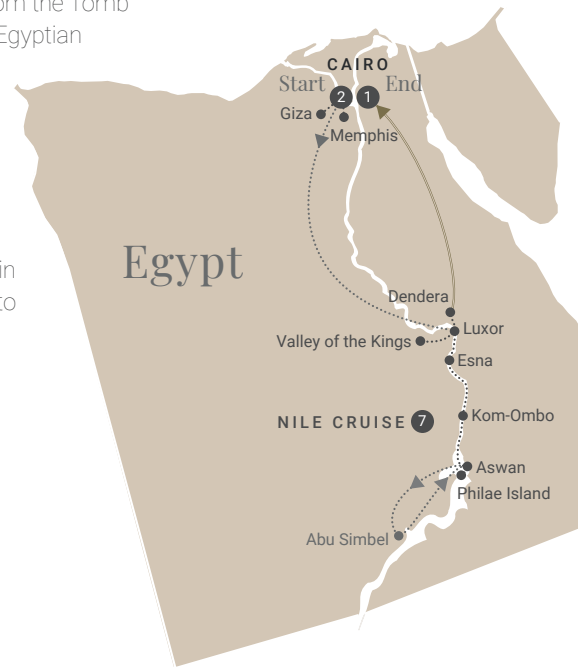 om the Tomb
Egyptian
in
to
CAIRO
Start 2 1 End
Giza
Memphis
Egypt
Dendera
Luxor
Valley of the Kings
Esna
NILE CRUISE 7
Kom-Ombo
Aswan
Philae Island
Abu Simbel